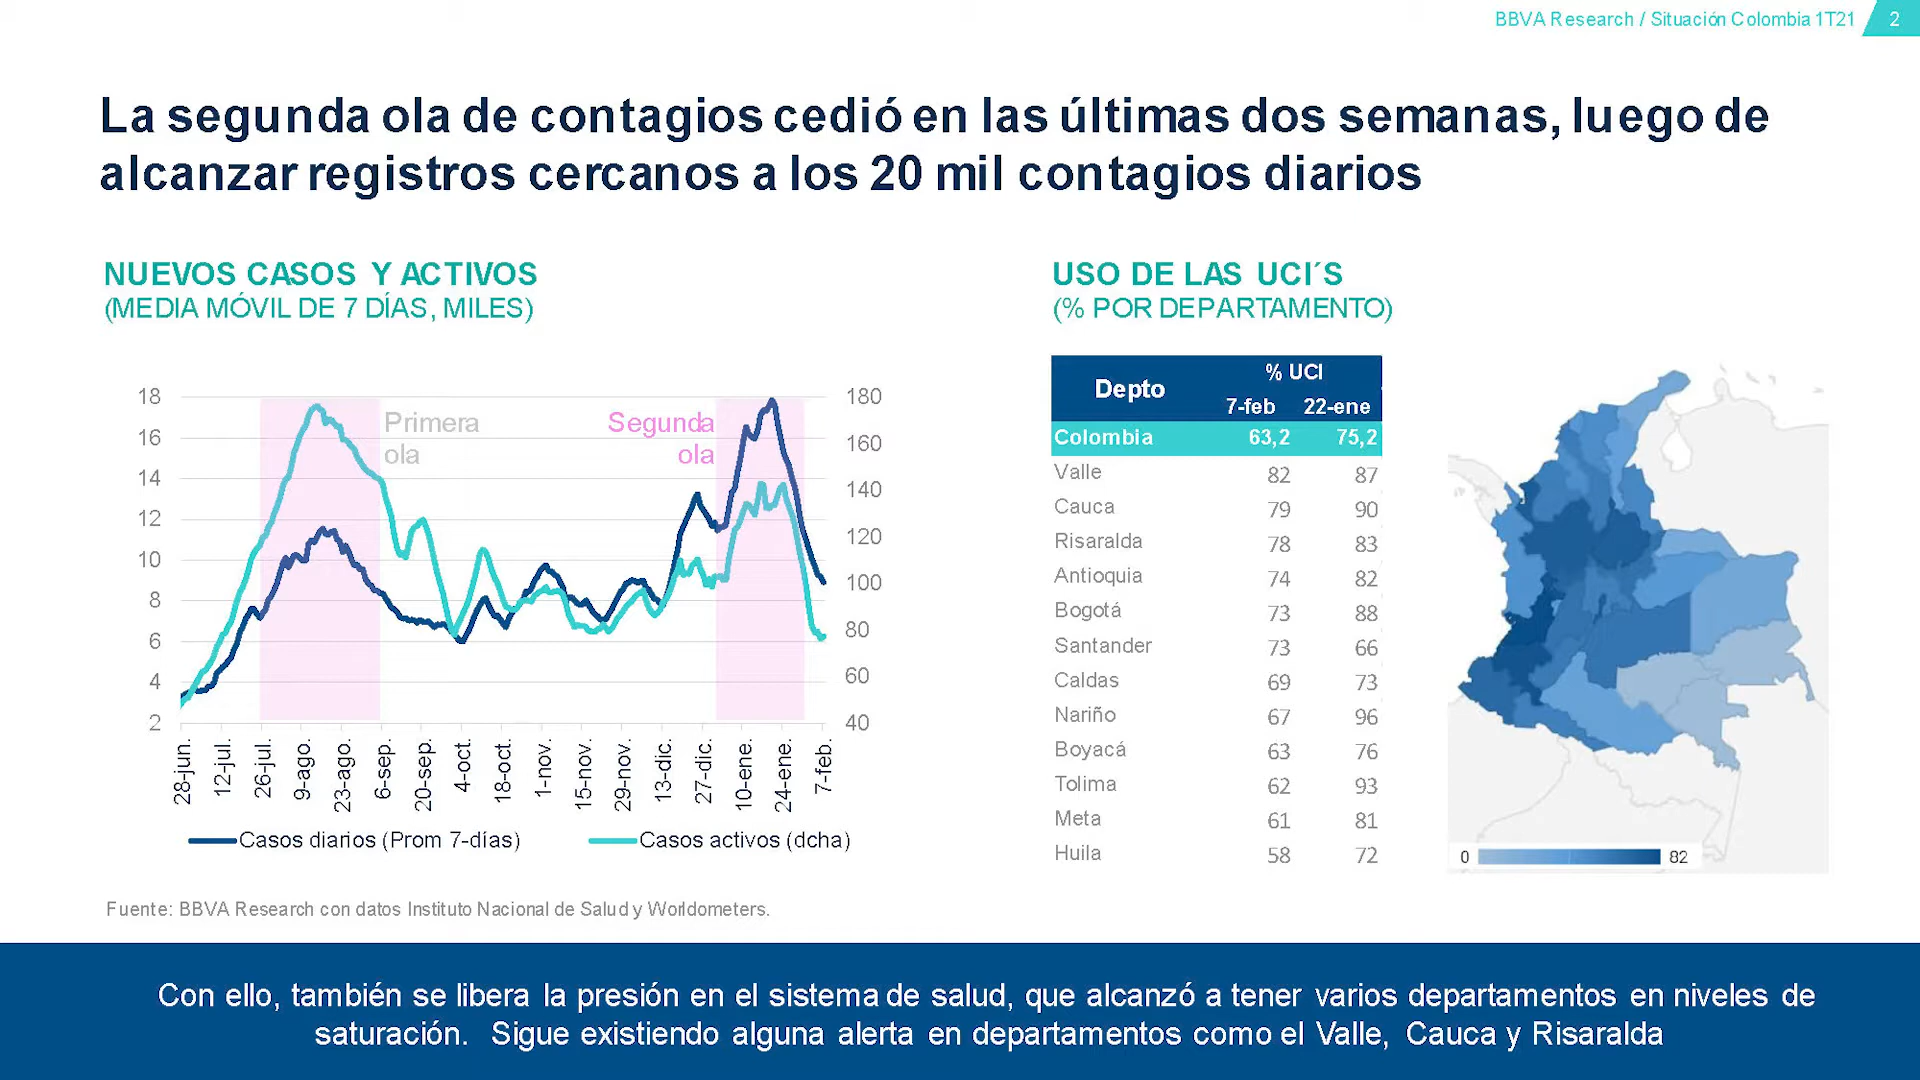 BBVA Research / Situación Colombia 1T21 2
La segunda ola de contagios cedió en las últimas dos semanas, luego de
alcanzar registros cercanos a los 20 mil contagios diarios
NUEVOS CASOS Y ACTIVOS
(MEDIA MÓVIL DE 7 DÍAS, MILES)
18
16
14
12
10
8
6
4
2
Primera
ola
Segunda
ola
180
160
140
120
100
80
60
40
28-jun.
12-jul.
26-jul.
9-ago.
23-ago.
6-sep.
20-sep.
4-oct.
18-oct.
1-nov.
15-nov.
29-nov.
13-dic.
27-dic.
10-ene.
24-ene.
7-feb.
Casos diarios (Prom 7-días)
Casos activos (dcha)
USO DE LAS UCI´S
(% POR DEPARTAMENTO)
Depto % UCI
7-feb 22-ene
Colombia 63,2 75,2
Valle 82 87
Cauca 79 90
Risaralda 78 83
Antioquia 74 82
Bogotá 73 88
Santander 73 66
Caldas 69 73
Nariño 67 96
Boyacá 63 76
Tolima 62 93
Meta 61 81
Huila 58 72
0 82
Fuente: BBVA Research con datos Instituto Nacional de Salud y Worldometers.
Con ello, también se libera la presión en el sistema de salud, que alcanzó a tener varios departamentos en niveles de
saturación. Sigue existiendo alguna alerta en departamentos como el Valle, Cauca y Risaralda